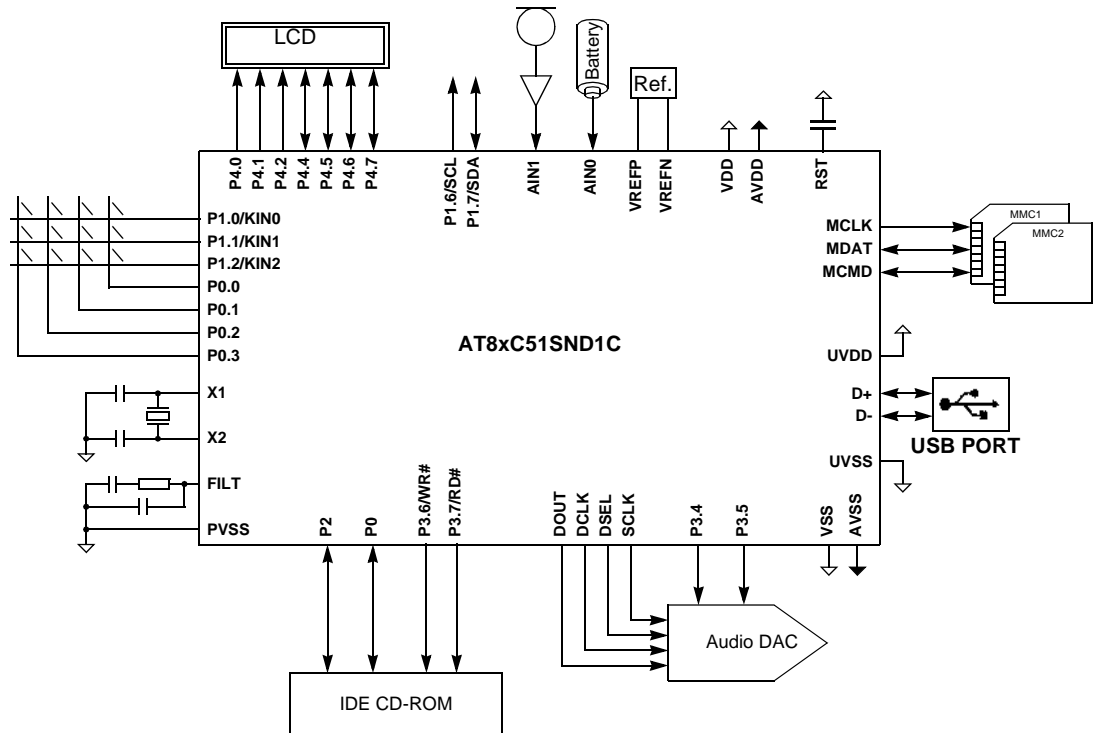 LCD
Battery
Ref.
P4.0
P4.1
P4.2
P4.4
P4.5
P4.6
P4.7
P1.6/SCL
P1.7/SDA
AIN1
AIN0
VREFP
VREFN
VDD
AVDD
RST
P1.0/KIN0
P1.1/KIN1
P1.2/KIN2
P0.0
P0.1
P0.2
P0.3
X1
X2
FILT
PVSS
AT8xC51SND1C
MCLK
MDAT
MCMD
MMC1
MMC2
UVDD
D+
D-
USB PORT
UVSS
P2
P0
P3.6/WR#
P3.7/RD#
DOUT
DCLK
DSEL
SCLK
P3.4
P3.5
VSS
AVSS
IDE CD-ROM
Audio DAC